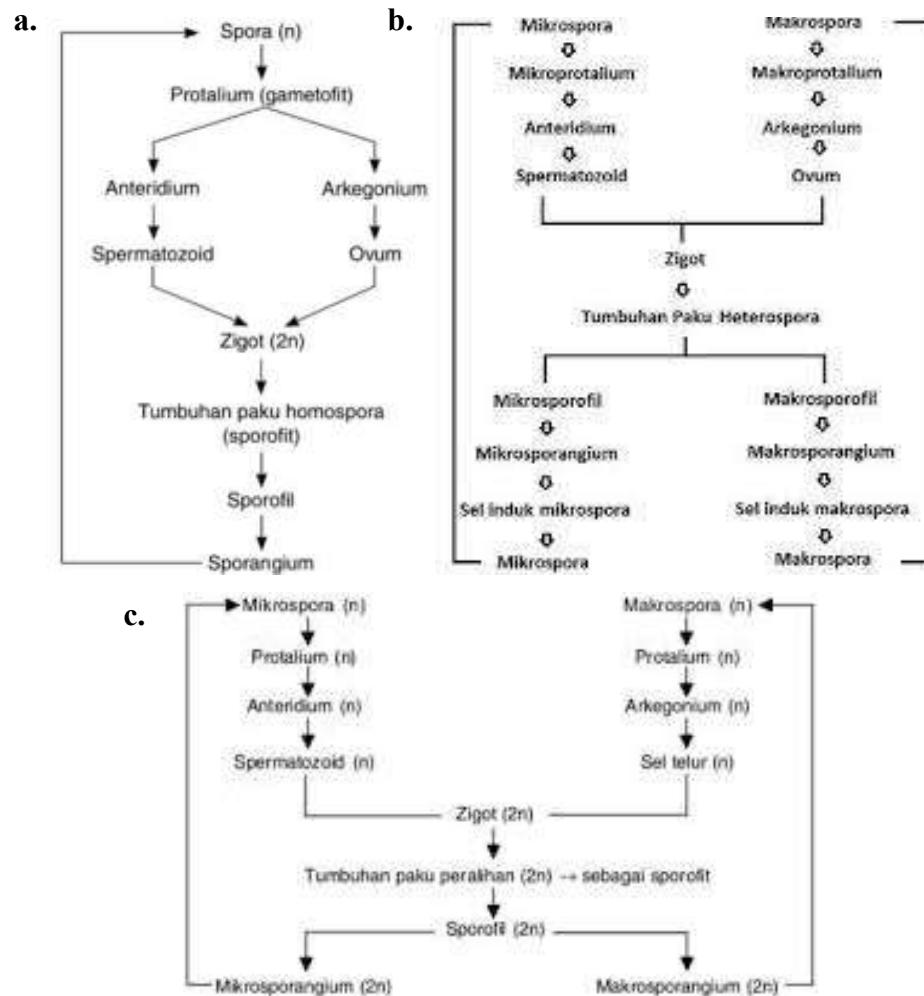 a.
Spora (n)
Protalium (gametofit)
Anteridium Arkegonium
Spermatozoid Ovum
Zigot (2n)
Tumbuhan paku homospora
(sporofit)
Sporofil
Sporangium
b.
Mikrospora Makrospora
Mikroprotalium Makroprotalium
Anteridium Arkegonium
Spermatozoid Ovum
Zigot
Tumbuhan Paku Heterospora
Mikrosporofil Makrosporofil
Mikrosporangium Makrosporangium
Sel induk mikrospora Sel induk makrospora
Mikrospora Makrospora
c.
Mikrospora (n) Makrospora (n)
Protalium (n) Protalium (n)
Anteridium (n) Arkegonium (n)
Spermatozoid (n) Sel telur (n)
Zigot (2n)
Tumbuhan paku peralihan (2n) → sebagai sporofit
Sporofil (2n)
Mikrosporangium (2n) Makrosporangium (2n)